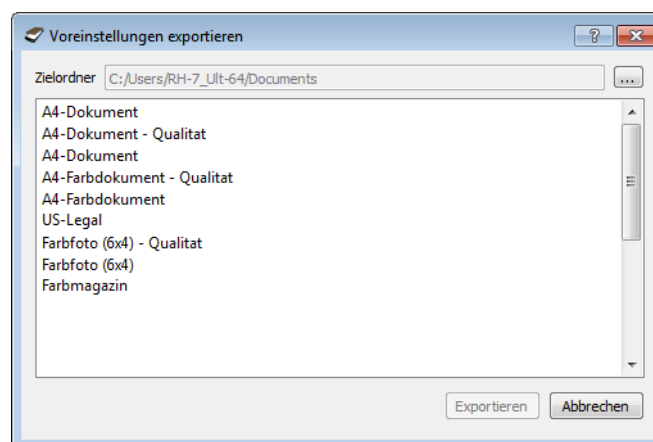 Voreinstellungen exportieren
Zielordner C:/Users/RH-7_Ult-64/Documents ...
A4-Dokument
A4-Dokument - Qualitat
A4-Dokument
A4-Farbdokument - Qualitat
A4-Farbdokument
US-Legal
Farbfoto (6x4) - Qualitat
Farbfoto (6x4)
Farbmagazin
Exportieren Abbrechen